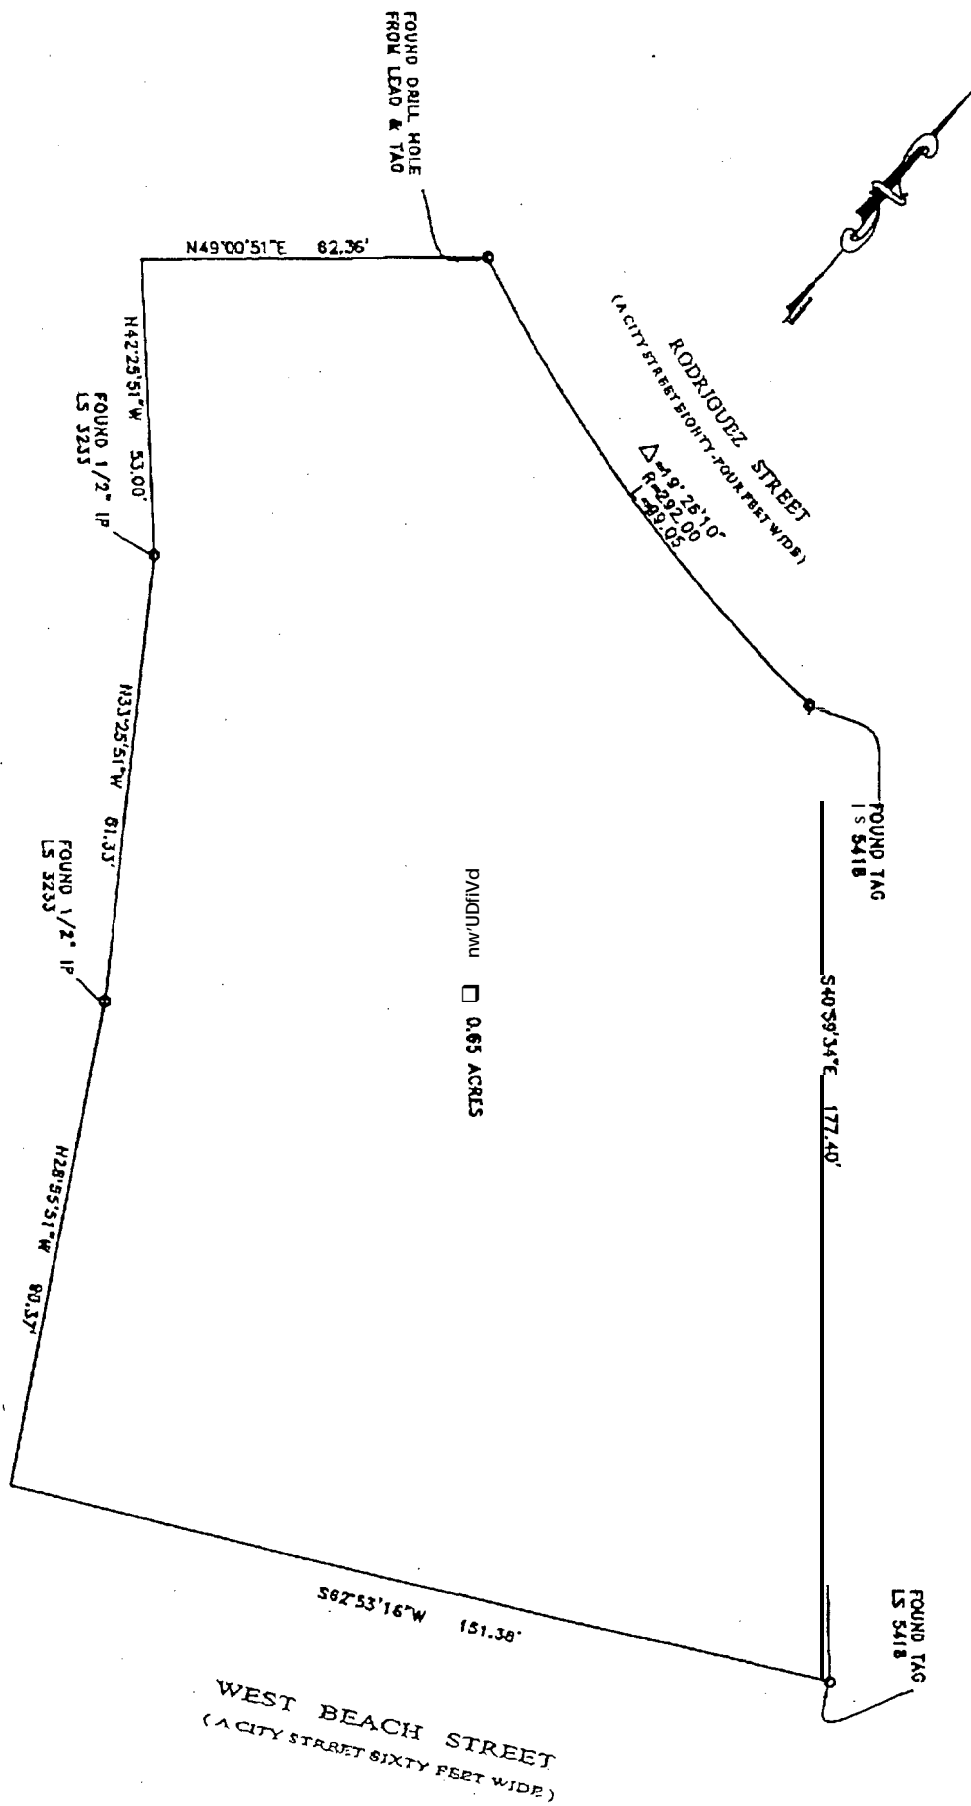 FOUND DRILL HOLE
FROM LEAD & TAG
N49°00'51"E 62.36'
RODRIGUEZ STREET
(A CITY STREET EIGHTY-FOUR FEET WIDE)
Δ=19°26'10"
R=292.00
L=99.05
N42°25'51"W 53.00'
FOUND 1/2" IP
LS 3233
FOUND TAG
LS 5418
N33°25'51"W 81.33'
S40°59'34"E 177.40'
FOUND 1/2" IP
LS 3233
0.65 ACRES
N28°55'51"W 90.37'
S62°53'16"W 151.38'
FOUND TAG
LS 5418
WEST BEACH STREET
(A CITY STREET SIXTY FEET WIDE)